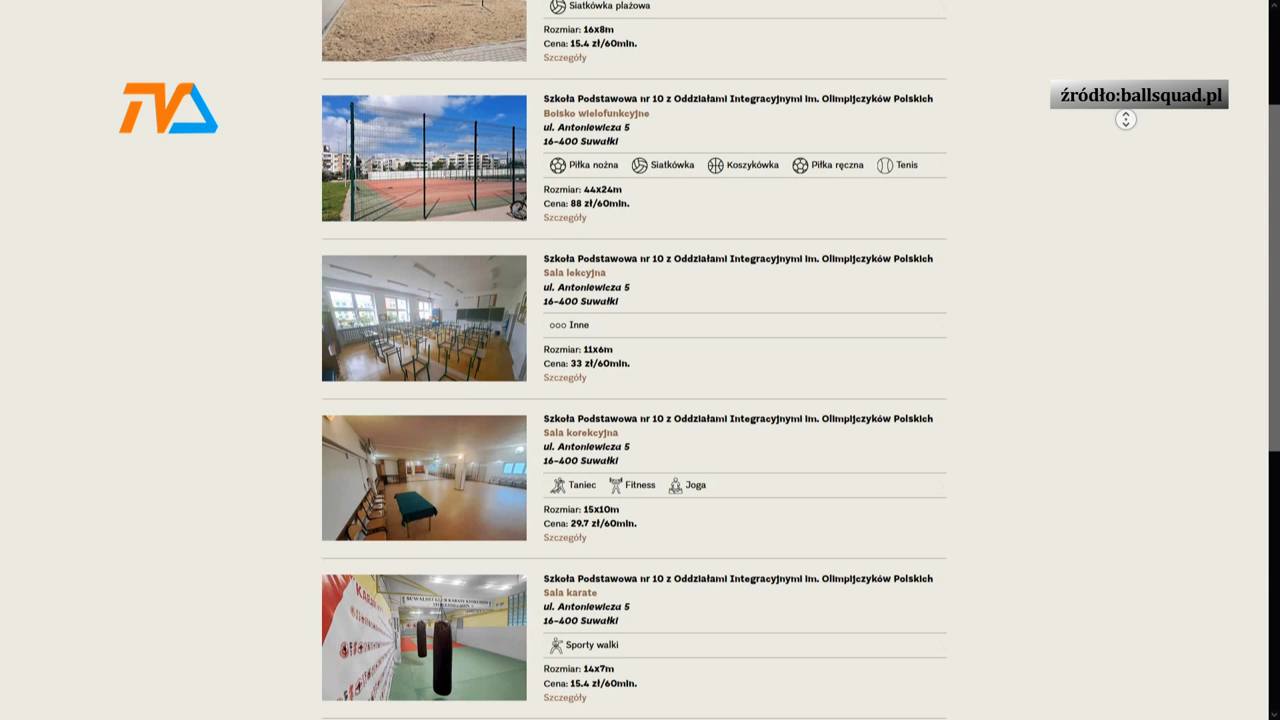 Siatkówka plażowa
Rozmiar: 16x8m
Cena: 15.4 zł/60min.
Szczegóły
TVA
źródło:ballsquad.pl
Szkoła Podstawowa nr 10 z Oddziałami Integracyjnymi im. Olimpijczyków Polskich
Boisko wielofunkcyjne
ul. Antoniewicza 5
16-400 Suwałki
Piłka nożna Siatkówka Koszykówka Piłka ręczna Tenis
Rozmiar: 44x24m
Cena: 88 zł/60min.
Szczegóły
Szkoła Podstawowa nr 10 z Oddziałami Integracyjnymi im. Olimpijczyków Polskich
Sala lekcyjna
ul. Antoniewicza 5
16-400 Suwałki
Inne
Rozmiar: 11x6m
Cena: 33 zł/60min.
Szczegóły
Szkoła Podstawowa nr 10 z Oddziałami Integracyjnymi im. Olimpijczyków Polskich
Sala korekcyjna
ul. Antoniewicza 5
16-400 Suwałki
Taniec Fitness Joga
Rozmiar: 15x10m
Cena: 29.7 zł/60min.
Szczegóły
Szkoła Podstawowa nr 10 z Oddziałami Integracyjnymi im. Olimpijczyków Polskich
Sala karate
ul. Antoniewicza 5
16-400 Suwałki
Sporty walki
Rozmiar: 14x7m
Cena: 15.4 zł/60min.
Szczegóły